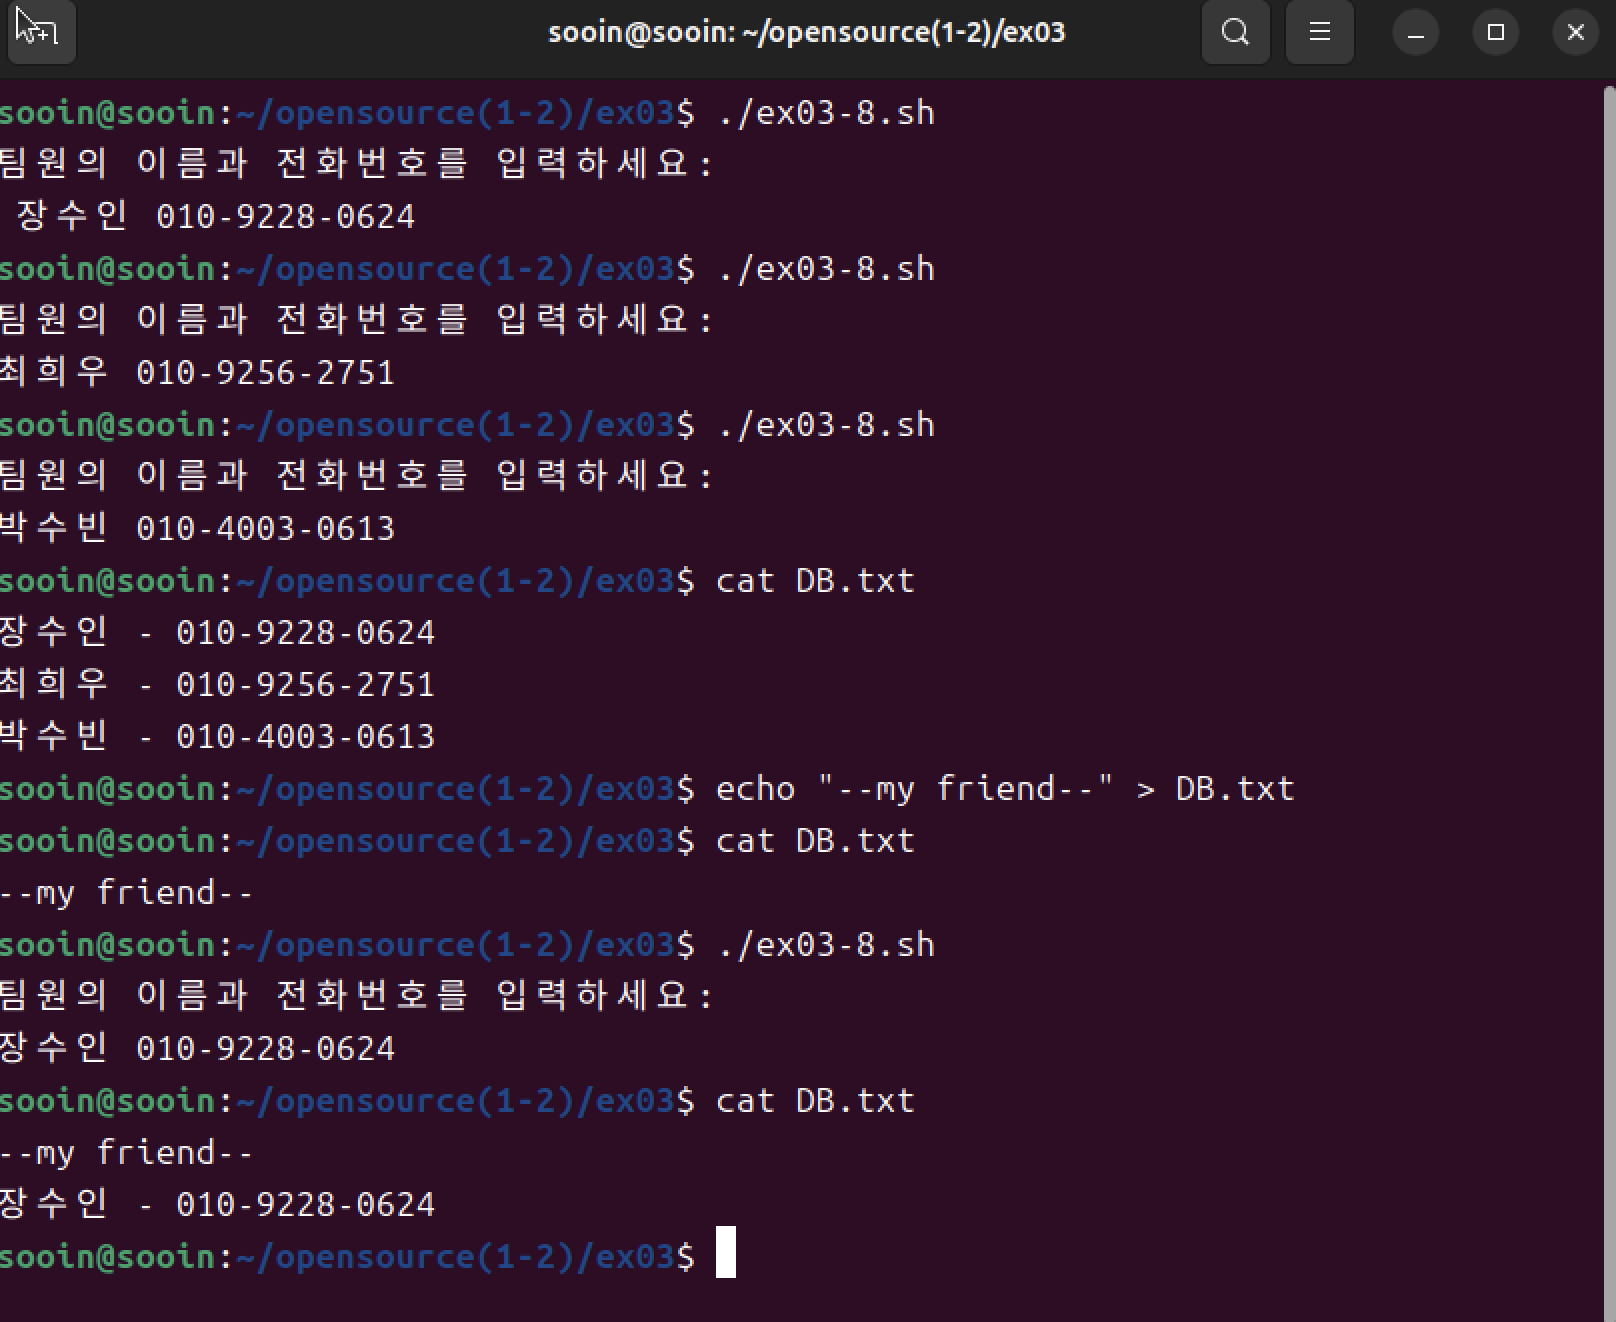 sooin@sooin: ~/opensource(1-2)/ex03
sooin@sooin:~/opensource(1-2)/ex03$ ./ex03-8.sh
팀원의 이름과 전화번호를 입력하세요:
장수인 010-9228-0624
sooin@sooin:~/opensource(1-2)/ex03$ ./ex03-8.sh
팀원의 이름과 전화번호를 입력하세요:
최희우 010-9256-2751
sooin@sooin:~/opensource(1-2)/ex03$ ./ex03-8.sh
팀원의 이름과 전화번호를 입력하세요:
박수빈 010-4003-0613
sooin@sooin:~/opensource(1-2)/ex03$ cat DB.txt
장수인 - 010-9228-0624
최희우 - 010-9256-2751
박수빈 - 010-4003-0613
sooin@sooin:~/opensource(1-2)/ex03$ echo "--my friend--" > DB.txt
sooin@sooin:~/opensource(1-2)/ex03$ cat DB.txt
--my friend--
sooin@sooin:~/opensource(1-2)/ex03$ ./ex03-8.sh
팀원의 이름과 전화번호를 입력하세요:
장수인 010-9228-0624
sooin@sooin:~/opensource(1-2)/ex03$ cat DB.txt
--my friend--
장수인 - 010-9228-0624
sooin@sooin:~/opensource(1-2)/ex03$